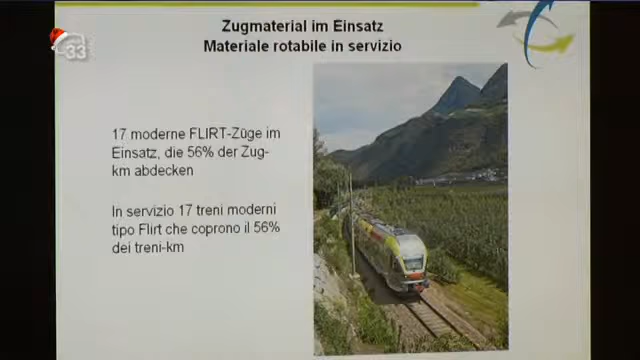 Zugmaterial im Einsatz
Materiale rotabile in servizio
33
17 moderne FLIRT-Züge im
Einsatz, die 56% der Zug-
km abdecken
In servizio 17 treni moderni
tipo Flirt che coprono il 56%
dei treni-km